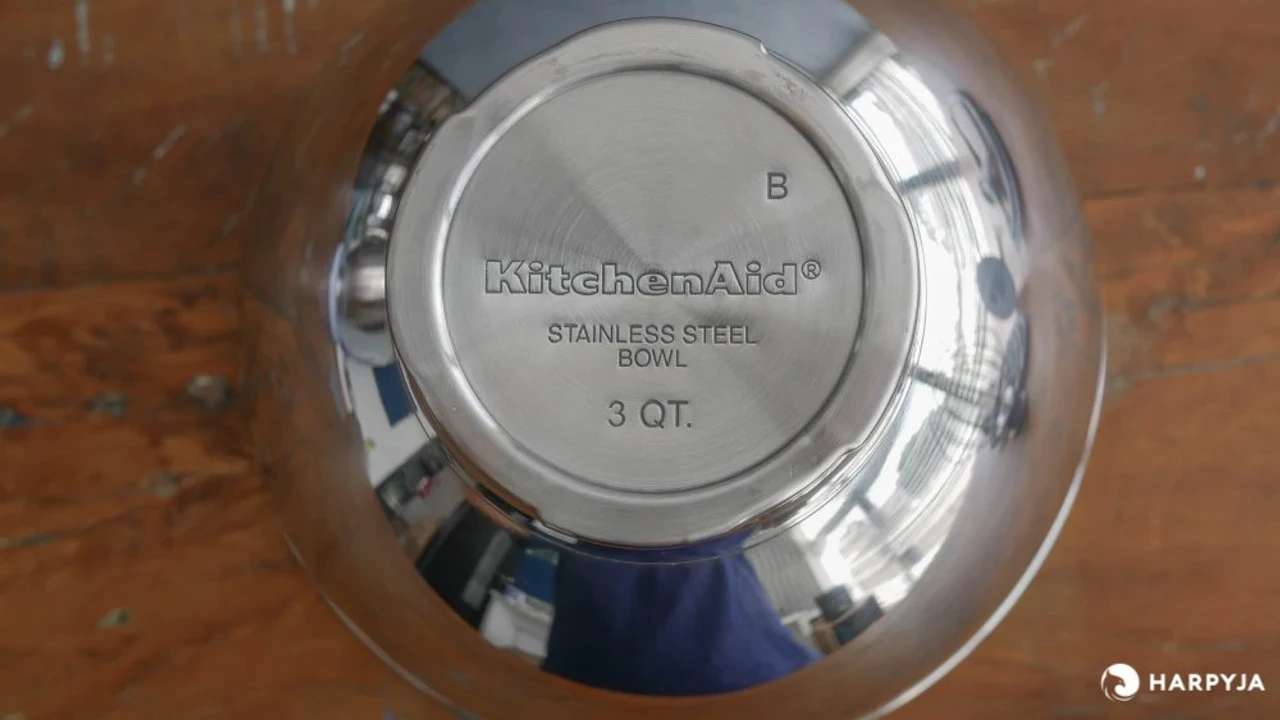 B
KitchenAid®
STAINLESS STEEL
BOWL
3 QT.
HARPYJA